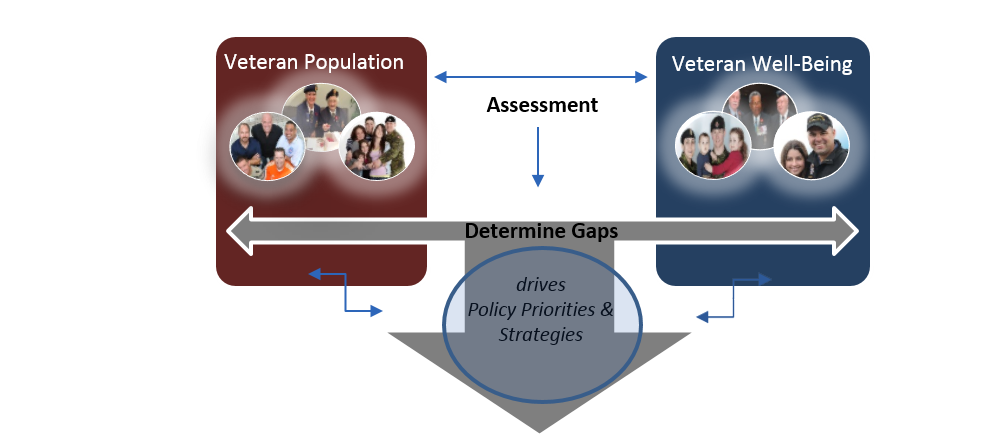 Veteran Population
Veteran Well-Being
Assessment
Determine Gaps
drives
Policy Priorities &
Strategies